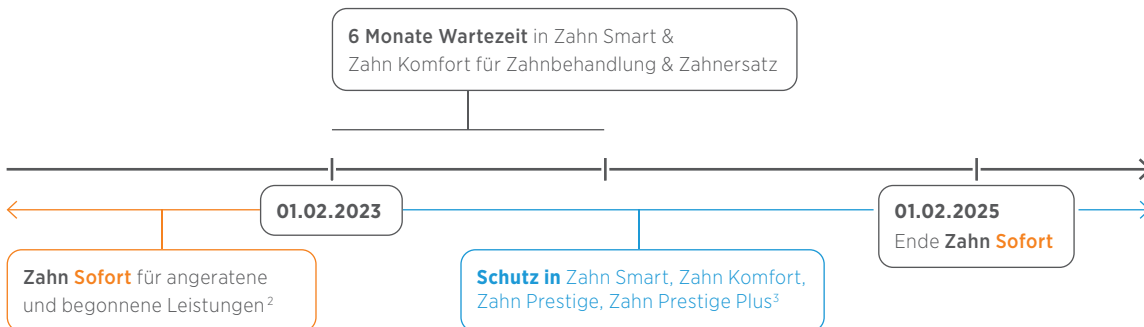 6 Monate Wartezeit in Zahn Smart &
Zahn Komfort für Zahnbehandlung & Zahnersatz
01.02.2023
01.02.2025
Ende Zahn Sofort
Zahn Sofort für angeratene
und begonnene Leistungen²
Schutz in Zahn Smart, Zahn Komfort,
Zahn Prestige, Zahn Prestige Plus³